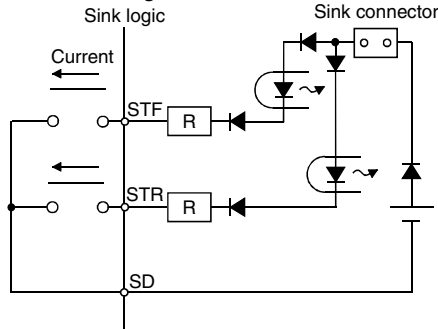 Sink logic
Sink connector
Current
STF
R
STR
R
SD